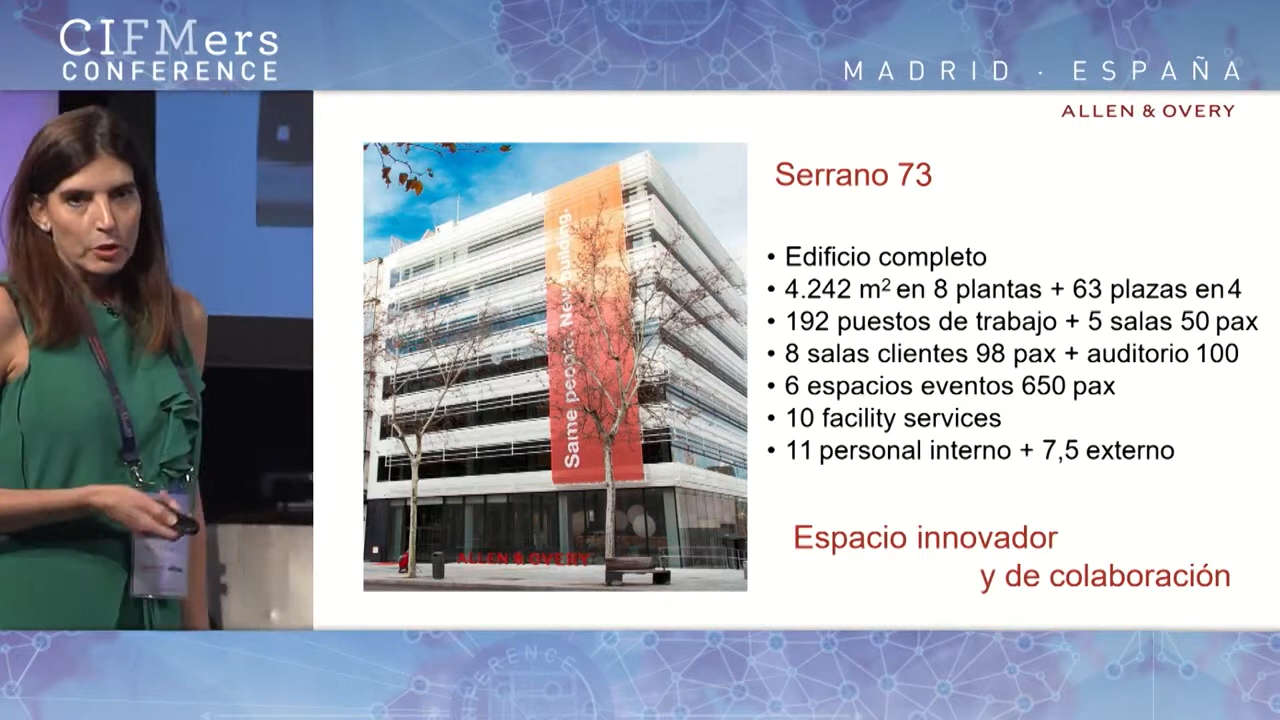 CIFMers
CONFERENCE
MADRID · ESPAÑA
ALLEN & OVERY
Serrano 73
• Edificio completo
• 4.242 m² en 8 plantas + 63 plazas en 4
• 192 puestos de trabajo + 5 salas 50 pax
• 8 salas clientes 98 pax + auditorio 100
• 6 espacios eventos 650 pax
• 10 facility services
• 11 personal interno + 7,5 externo
Espacio innovador
y de colaboración
Same people. New building.
ALLEN & OVERY